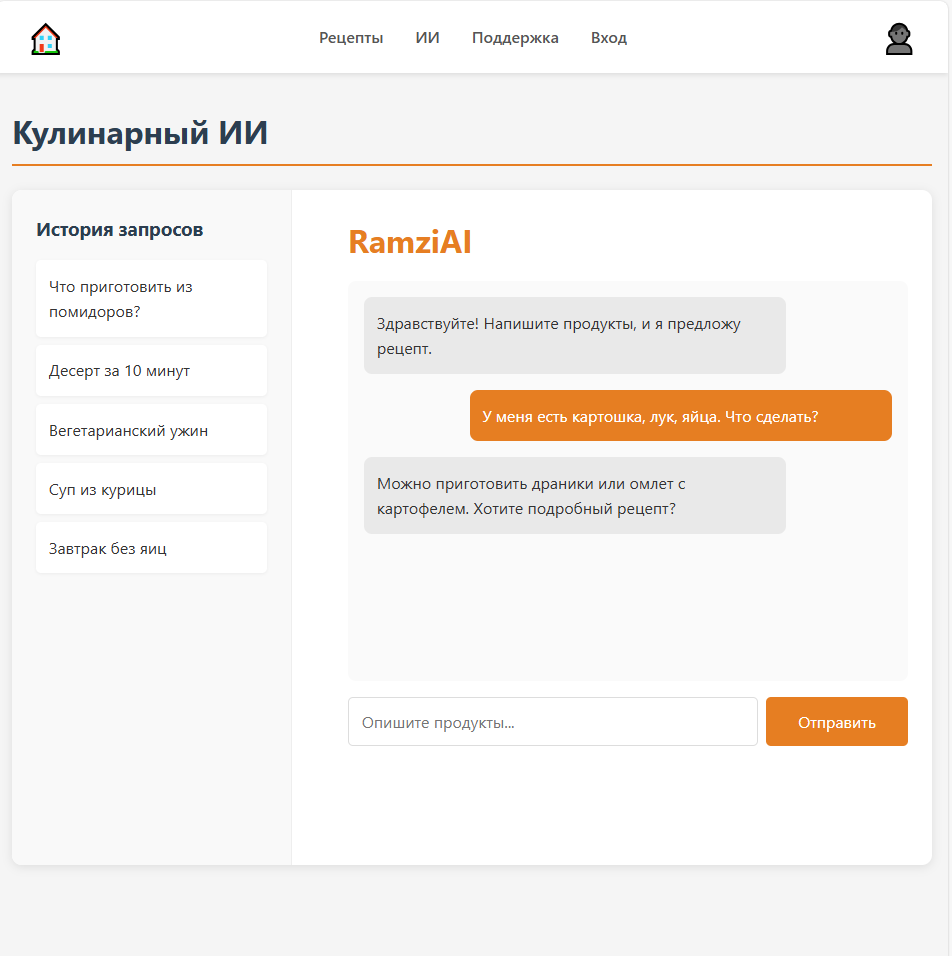 Рецепты ИИ Поддержка Вход
Кулинарный ИИ
История запросов
Что приготовить из
помидоров?
Десерт за 10 минут
Вегетарианский ужин
Суп из курицы
Завтрак без яиц
RamziAI
Здравствуйте! Напишите продукты, и я предложу
рецепт.
У меня есть картошка, лук, яйца. Что сделать?
Можно приготовить драники или омлет с
картофелем. Хотите подробный рецепт?
Опишите продукты...
Отправить